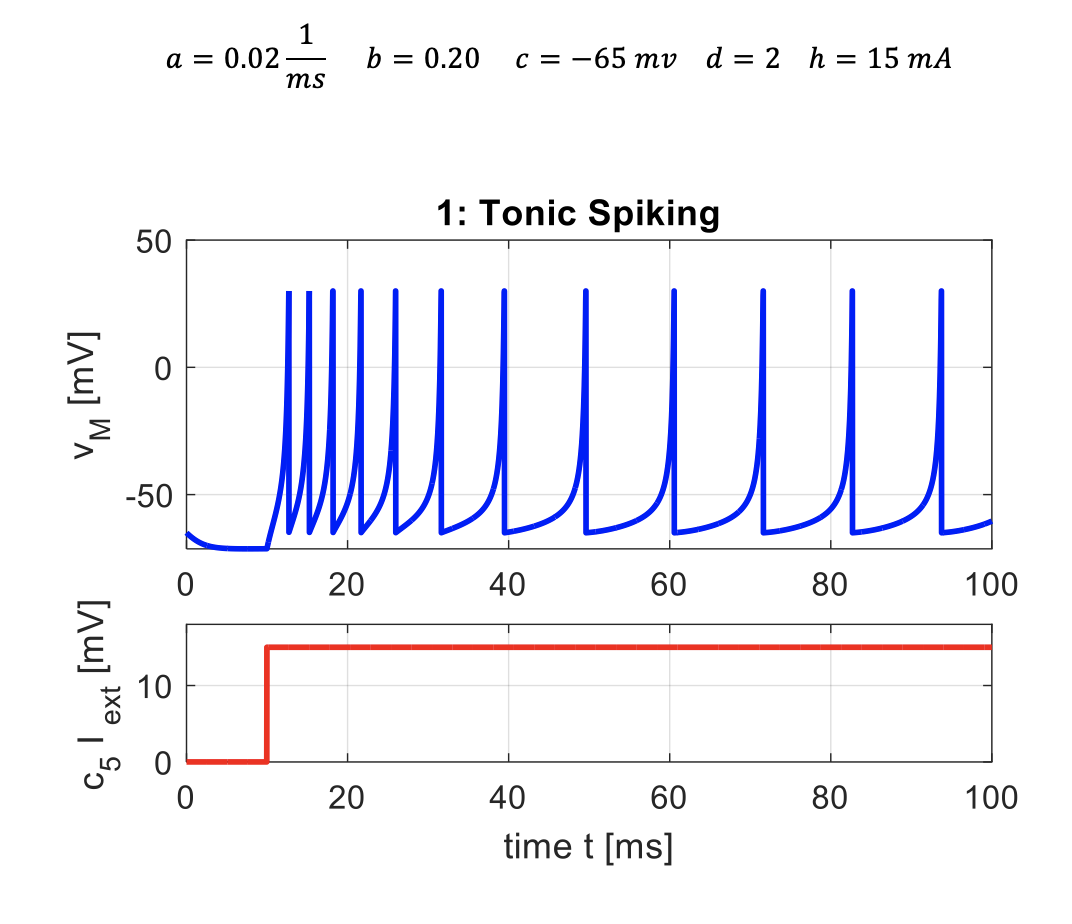 a = 0.02 1/ms b = 0.20 c = −65 mv d = 2 h = 15 mA
1: Tonic Spiking
50
0
-50
v_M [mV]
0 20 40 60 80 100
10
0
c_5 I_ext [mV]
0 20 40 60 80 100
time t [ms]